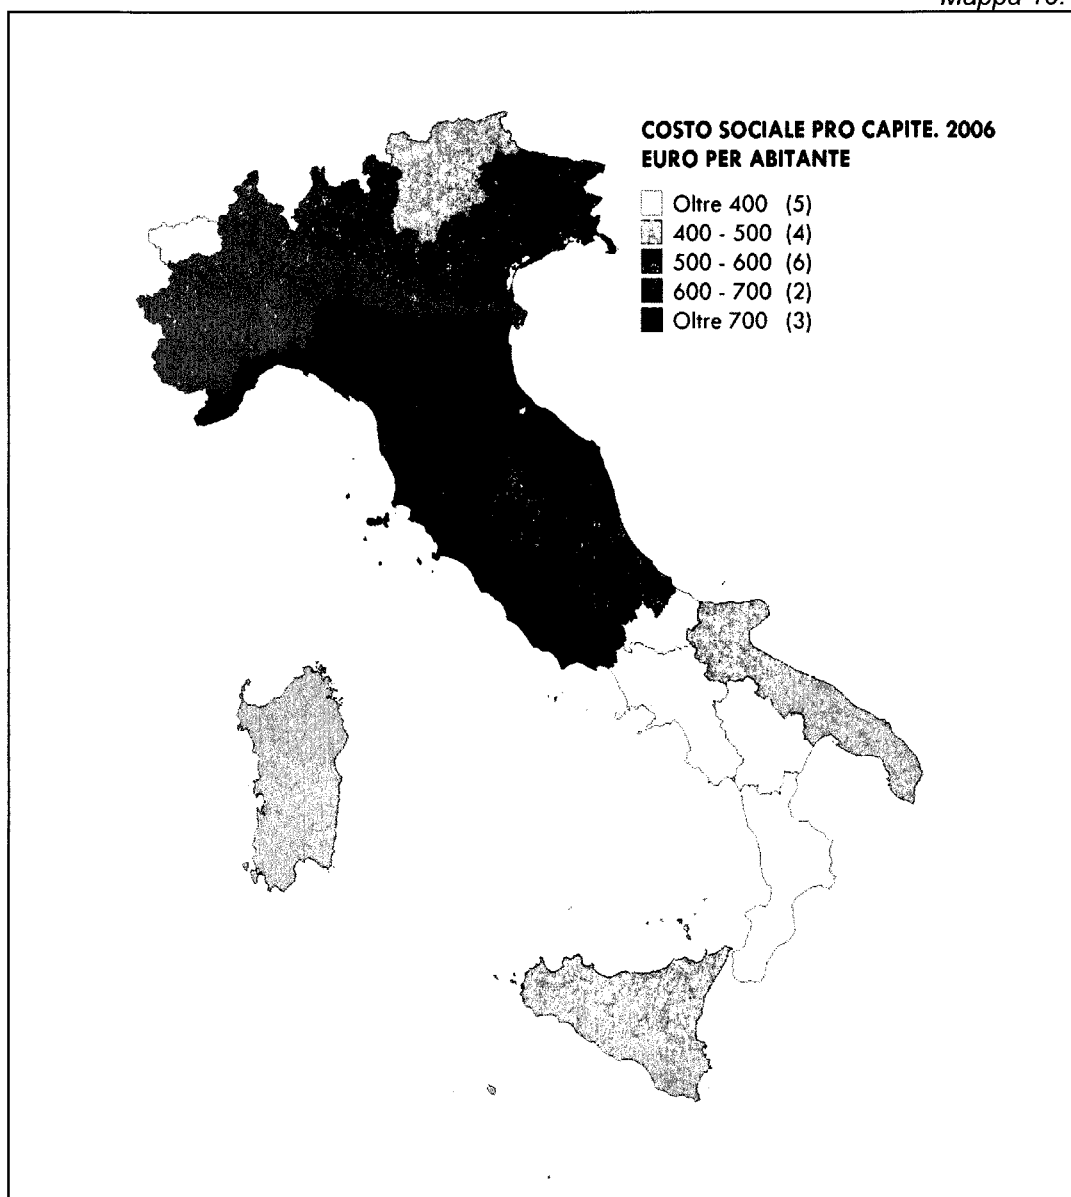 Mappa
COSTO SOCIALE PRO CAPITE. 2006
EURO PER ABITANTE
Oltre 400 (5)
400 - 500 (4)
500 - 600 (6)
600 - 700 (2)
Oltre 700 (3)